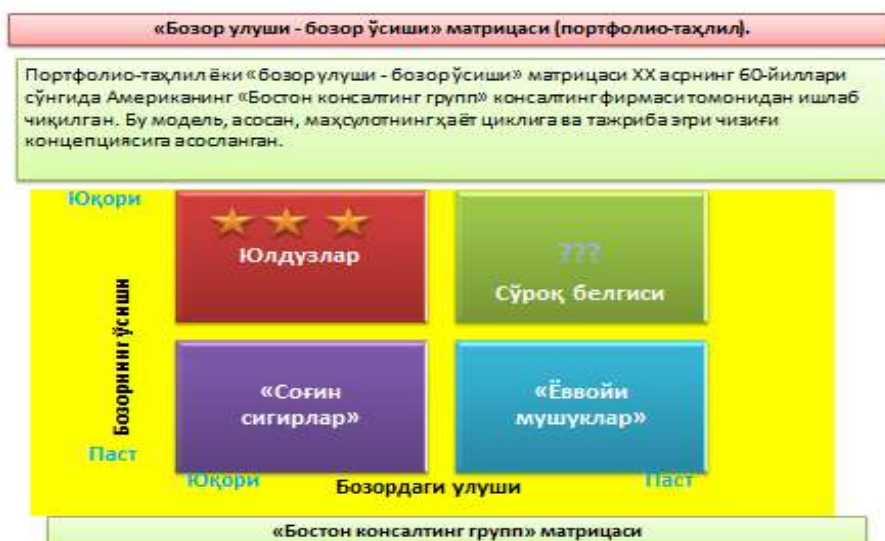 «Бозор улуши - бозор ўсиши» матрицаси (портфолио-таҳлил).
Портфолио-таҳлил ёки «бозор улуши - бозор ўсиши» матрицаси XX асрнинг 60-йиллари
сўнгида Американинг «Бостон консалтинг групп» консалтинг фирмаси томонидан ишлаб
чиқилган. Бу модель, асосан, маҳсулотнинг ҳаёт циклига ва тажриба эгри чизиғи
концепциясига асосланган.
Юқори
Юлдузлар
???
Сўроқ белгиси
Бозорнинг ўсиши
«Соғин
сигирлар»
«Ёввойи
мушуклар»
Паст
Юқори
Бозордаги улуши
Паст
«Бостон консалтинг групп» матрицаси